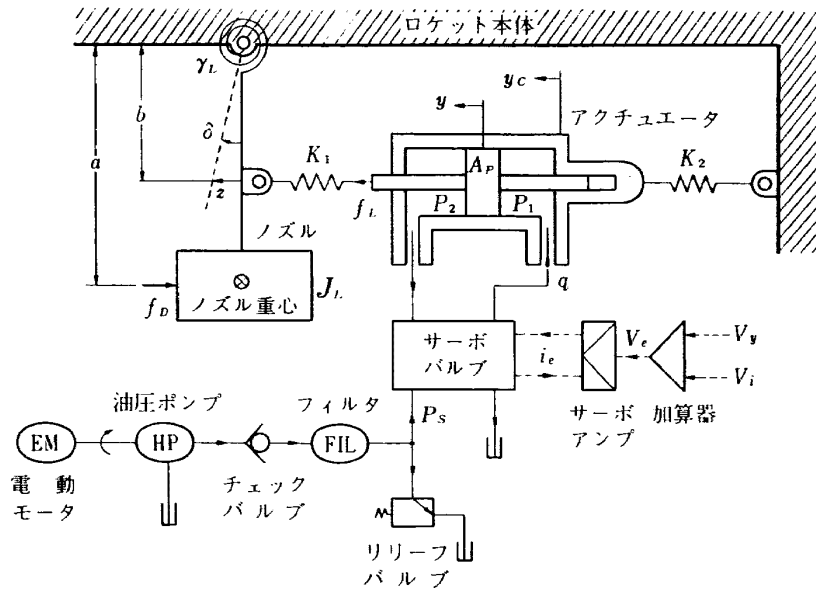 ロケット本体
γL
yc
y
アクチュエータ
b
a
δ
K1
AP
K2
z
fL
P2
P1
ノズル
q
fD
ノズル重心
JL
サーボ
バルブ
ie
Ve
Vy
Vi
サーボ
アンプ
加算器
油圧ポンプ
フィルタ
PS
EM
HP
FIL
電動
モータ
チェック
バルブ
リリーフ
バルブ